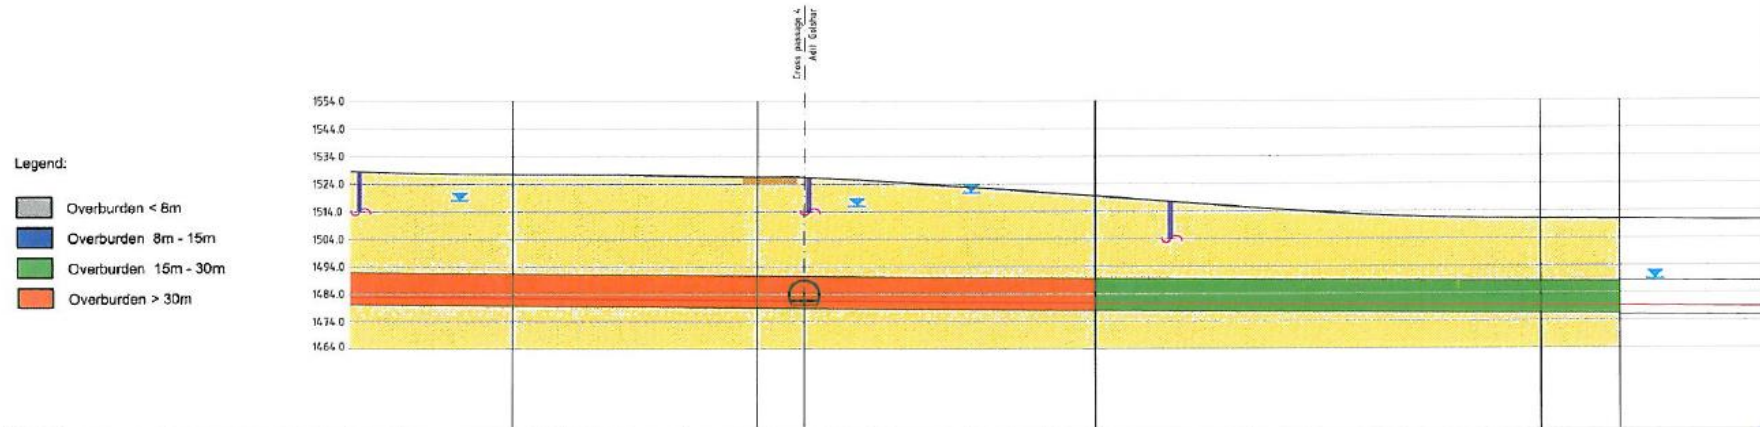 Cross passage 4
Adit Golshar
1554.0
1544.0
1534.0
1524.0
1514.0
1504.0
1494.0
1484.0
1474.0
1464.0
Legend:
Overburden < 8m
Overburden 8m - 15m
Overburden 15m - 30m
Overburden > 30m